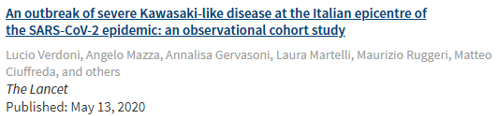 An outbreak of severe Kawasaki-like disease at the Italian epicentre of
the SARS-CoV-2 epidemic: an observational cohort study
Lucio Verdoni, Angelo Mazza, Annalisa Gervasoni, Laura Martelli, Maurizio Ruggeri, Matteo
Ciuffreda, and others
The Lancet
Published: May 13, 2020